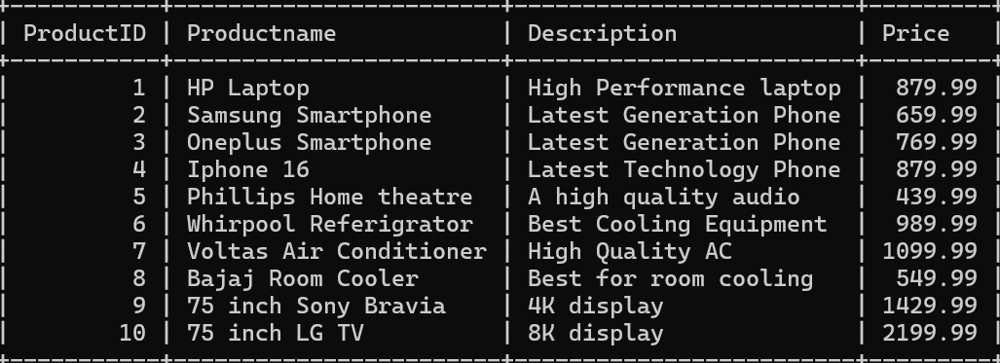 | ProductID | Productname | Description | Price |
| 1 | HP Laptop | High Performance laptop | 879.99 |
| 2 | Samsung Smartphone | Latest Generation Phone | 659.99 |
| 3 | Oneplus Smartphone | Latest Generation Phone | 769.99 |
| 4 | Iphone 16 | Latest Technology Phone | 879.99 |
| 5 | Phillips Home theatre | A high quality audio | 439.99 |
| 6 | Whirpool Referigrator | Best Cooling Equipment | 989.99 |
| 7 | Voltas Air Conditioner | High Quality AC | 1099.99 |
| 8 | Bajaj Room Cooler | Best for room cooling | 549.99 |
| 9 | 75 inch Sony Bravia | 4K display | 1429.99 |
| 10 | 75 inch LG TV | 8K display | 2199.99 |